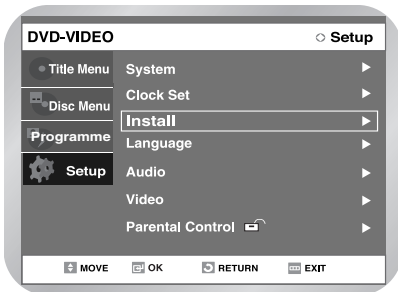 DVD-VIDEO
Setup
Title Menu
Disc Menu
Programme
Setup
System
Clock Set
Install
Language
Audio
Video
Parental Control
MOVE OK RETURN EXIT